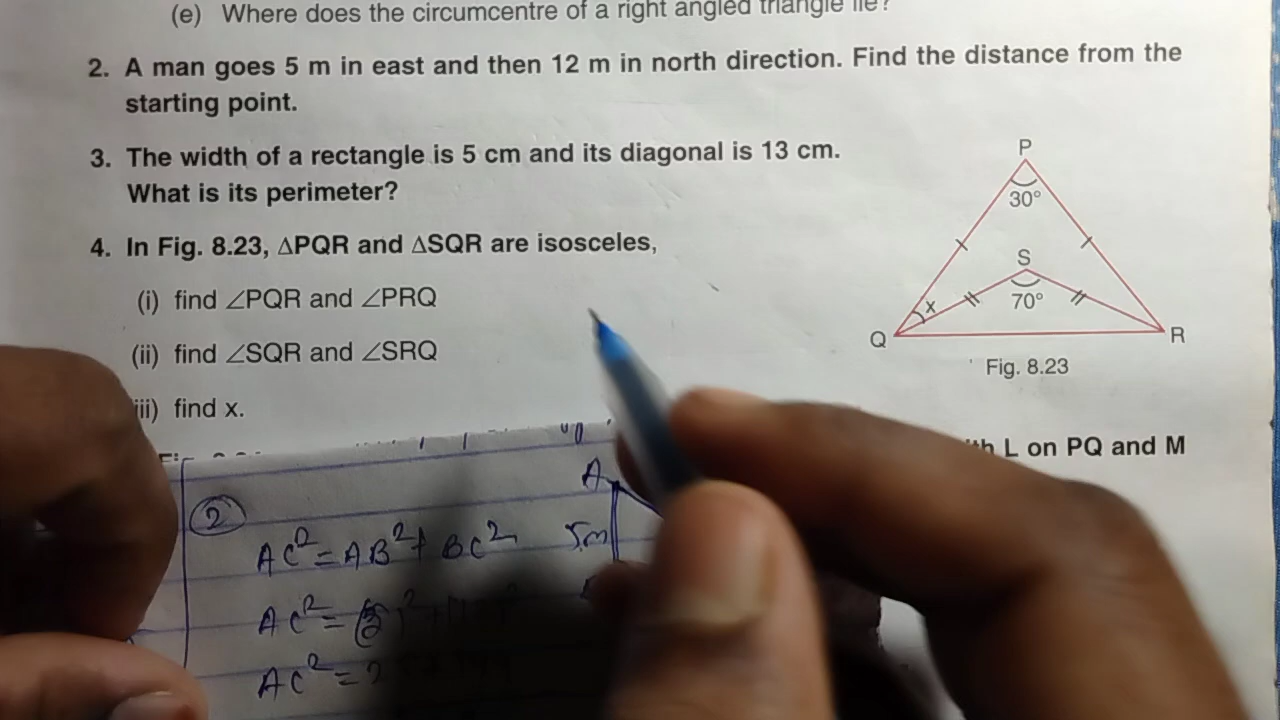 (e) Where does the circumcentre of a right angled triangle lie?
2. A man goes 5 m in east and then 12 m in north direction. Find the distance from the
starting point.
3. The width of a rectangle is 5 cm and its diagonal is 13 cm.
What is its perimeter?
4. In Fig. 8.23, ΔPQR and ΔSQR are isosceles,
(i) find ∠PQR and ∠PRQ
(ii) find ∠SQR and ∠SRQ
iii) find x.
P
30°
S
70°
x
Q
R
Fig. 8.23
L on PQ and M
2
A
AC² = AB² + BC²
5m
AC² = (5)²
AC² = 2